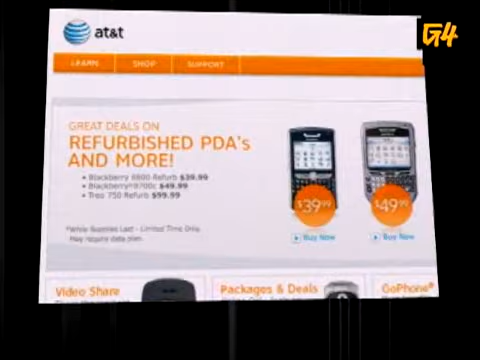 G4
at&t
LEARN SHOP SUPPORT
GREAT DEALS ON
REFURBISHED PDA's
AND MORE!
• Blackberry 8800 Refurb $39.99
• Blackberry 8700c $49.99
• Treo 750 Refurb $99.99
$39.99 $49.99
While Supplies Last - Limited Time Only.
May require data plan
Buy Now Buy Now
Video Share Packages & Deals GoPhone®